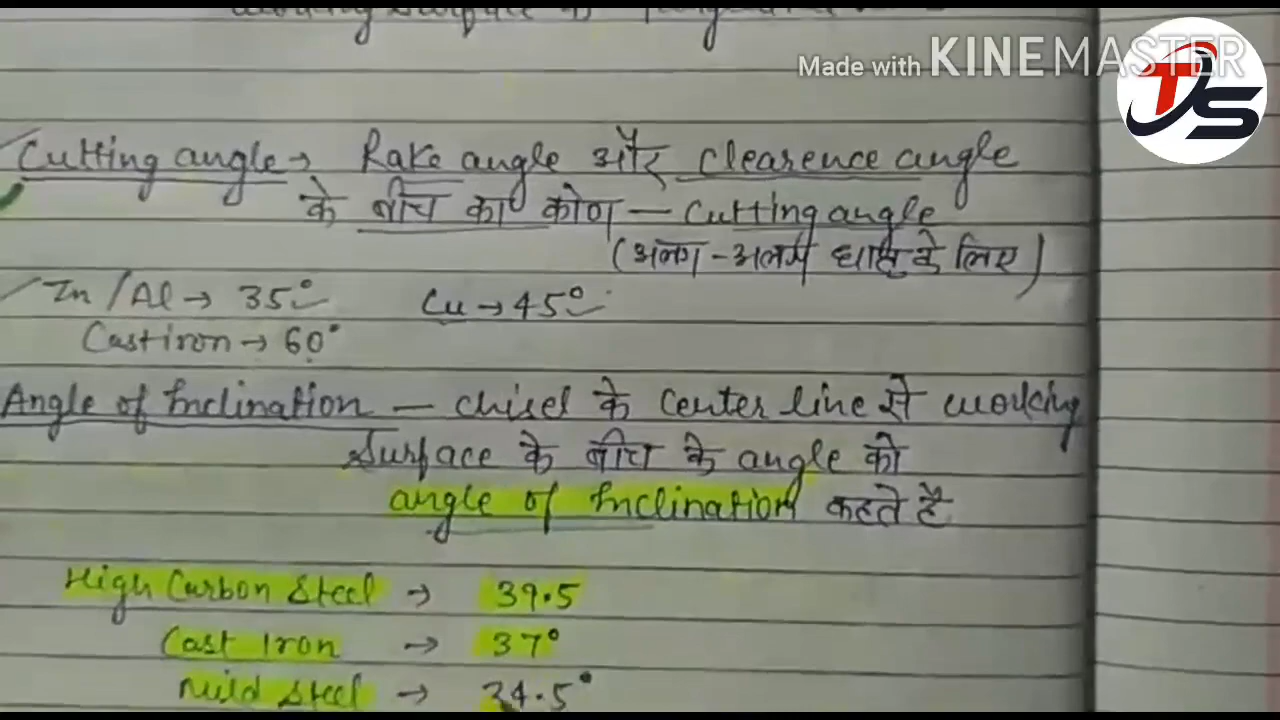 Made with KINEMASTER
TJS
Cutting angle → Rake angle और Clearence angle
के बीच का कोण — Cutting angle
(अलग-अलग धातु के लिए)
Zn/Al → 35° Cu → 45°
Cast iron → 60°
Angle of Inclination — chisel के center line से working
Surface के बीच के angle को
angle of Inclination कहते है
High Carbon Steel → 39.5
Cast Iron → 37°
Mild Steel → 34.5°